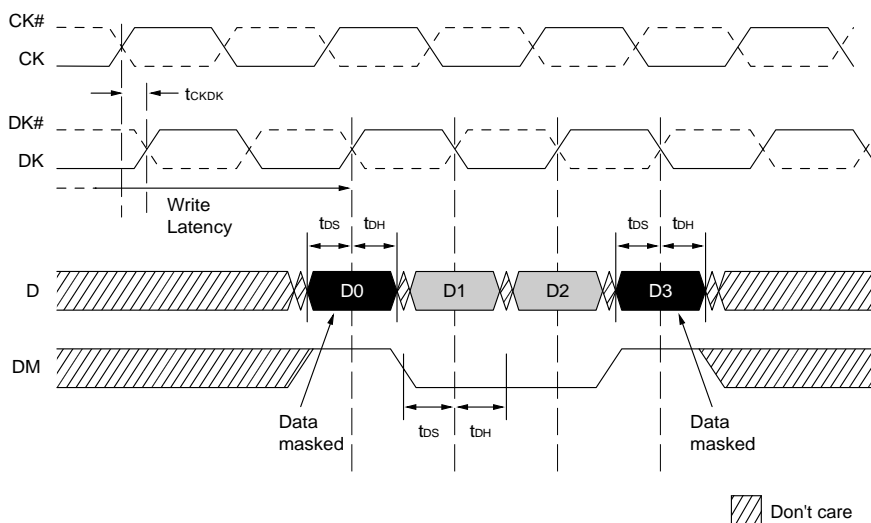 CK#
CK
tCKDK
DK#
DK
Write
Latency
tDS tDH tDS tDH
D D0 D1 D2 D3
DM
Data
masked
tDS tDH
Data
masked
Don't care